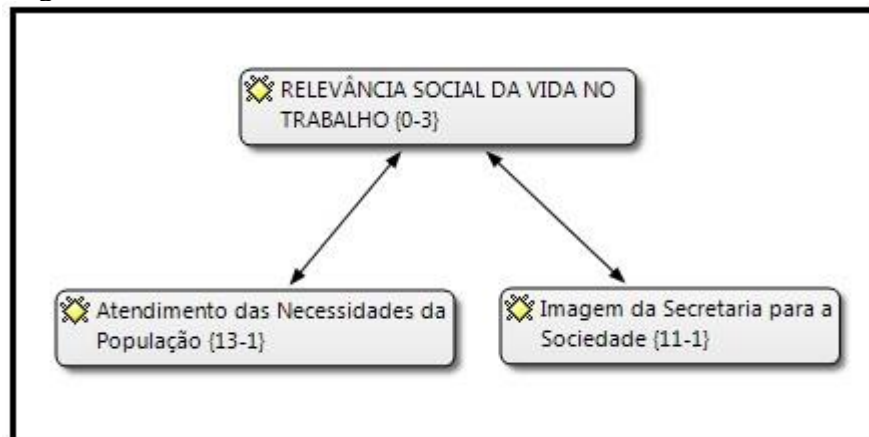 RELEVÂNCIA SOCIAL DA VIDA NO
TRABALHO {0-3}
Atendimento das Necessidades da
População {13-1}
Imagem da Secretaria para a
Sociedade {11-1}